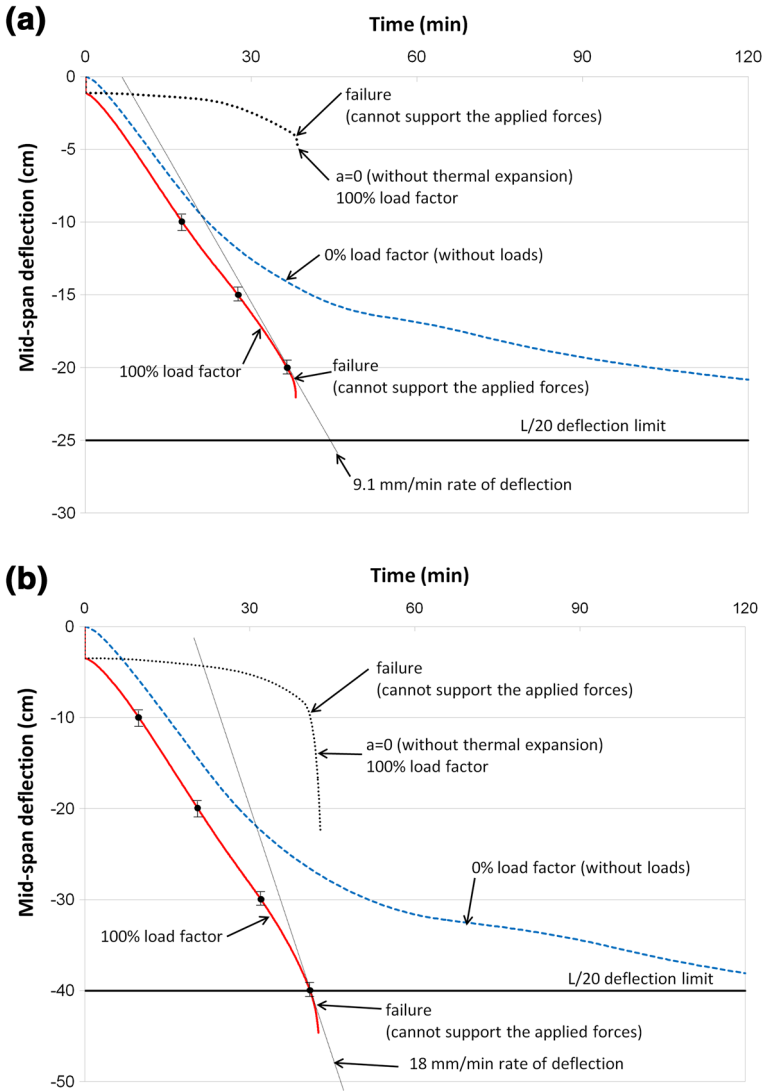 (a)
Time (min)
0 30 60 90 120
0
-5
-10
-15
-20
-25
-30
Mid-span deflection (cm)
failure
(cannot support the applied forces)
a=0 (without thermal expansion)
100% load factor
0% load factor (without loads)
100% load factor
failure
(cannot support the applied forces)
L/20 deflection limit
9.1 mm/min rate of deflection
(b)
Time (min)
0 30 60 90 120
0
-10
-20
-30
-40
-50
Mid-span deflection (cm)
failure
(cannot support the applied forces)
a=0 (without thermal expansion)
100% load factor
0% load factor (without loads)
100% load factor
L/20 deflection limit
failure
(cannot support the applied forces)
18 mm/min rate of deflection